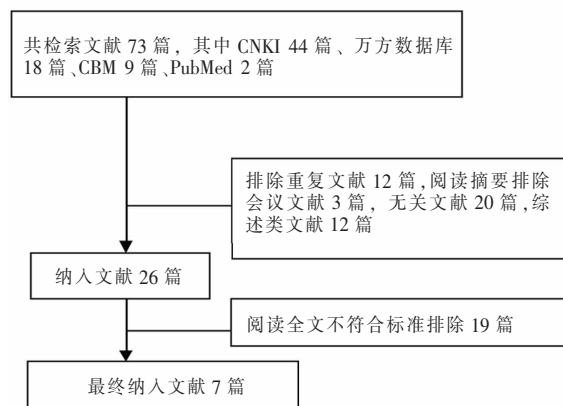 共检索文献 73 篇，其中 CNKI 44 篇、万方数据库
18 篇、CBM 9 篇、PubMed 2 篇
排除重复文献 12 篇,阅读摘要排除
会议文献 3 篇，无关文献 20 篇,综
述类文献 12 篇
纳入文献 26 篇
阅读全文不符合标准排除 19 篇
最终纳入文献 7 篇